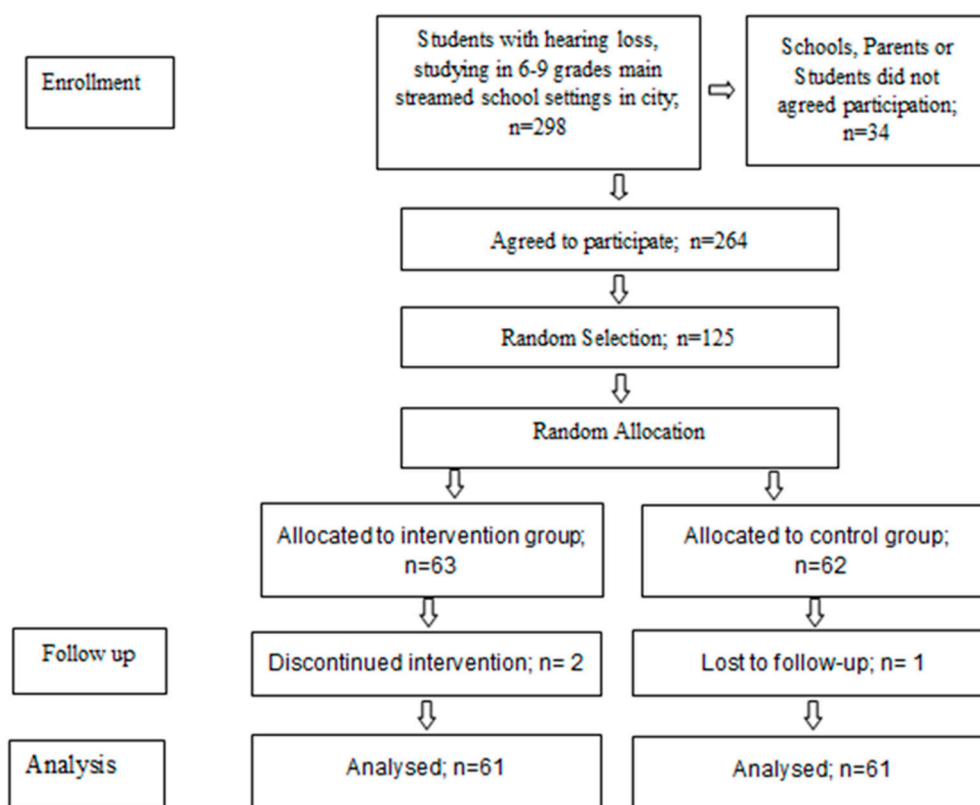 Enrollment
Students with hearing loss,
studying in 6-9 grades main
streamed school settings in city;
n=298
Schools, Parents or
Students did not
agreed participation;
n=34
Agreed to participate; n=264
Random Selection; n=125
Random Allocation
Allocated to intervention group;
n=63
Allocated to control group;
n=62
Follow up
Discontinued intervention; n= 2
Lost to follow-up; n= 1
Analysis
Analysed; n=61
Analysed; n=61